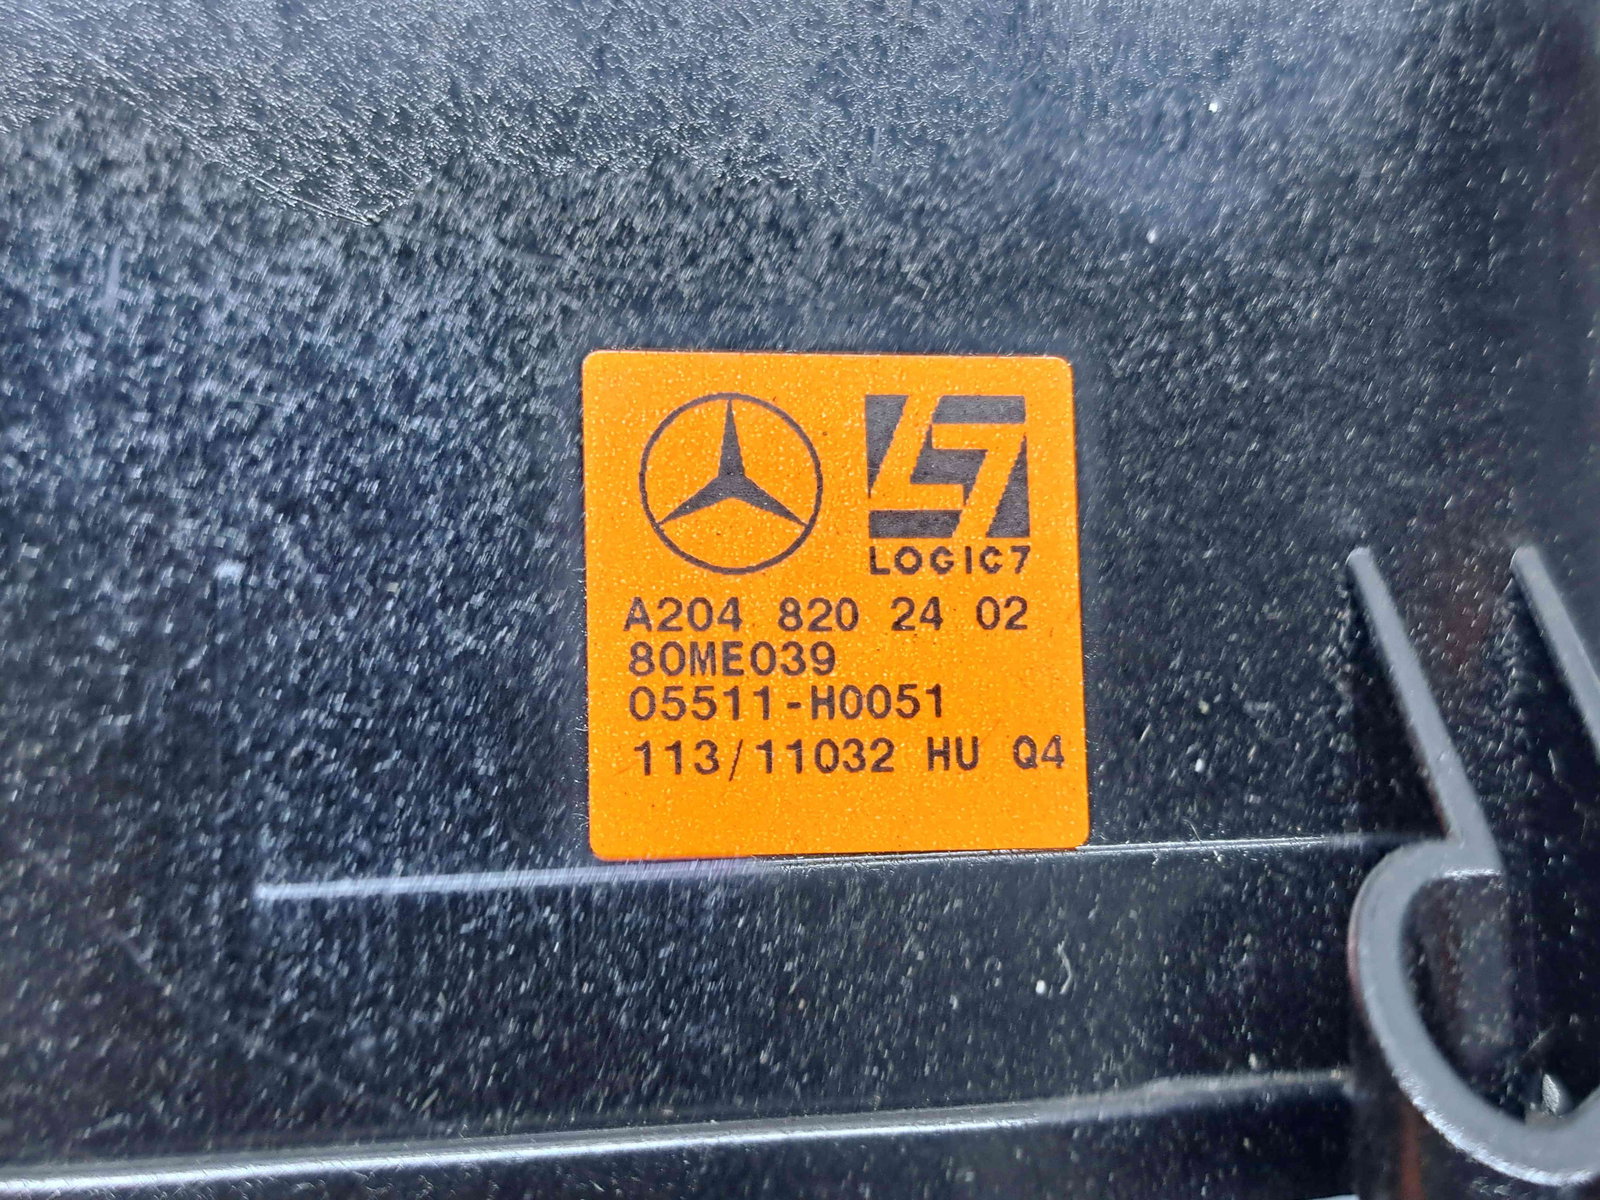 LOGIC7
A204 820 24 02
80ME039
05511-H0051
113/11032 HU Q4